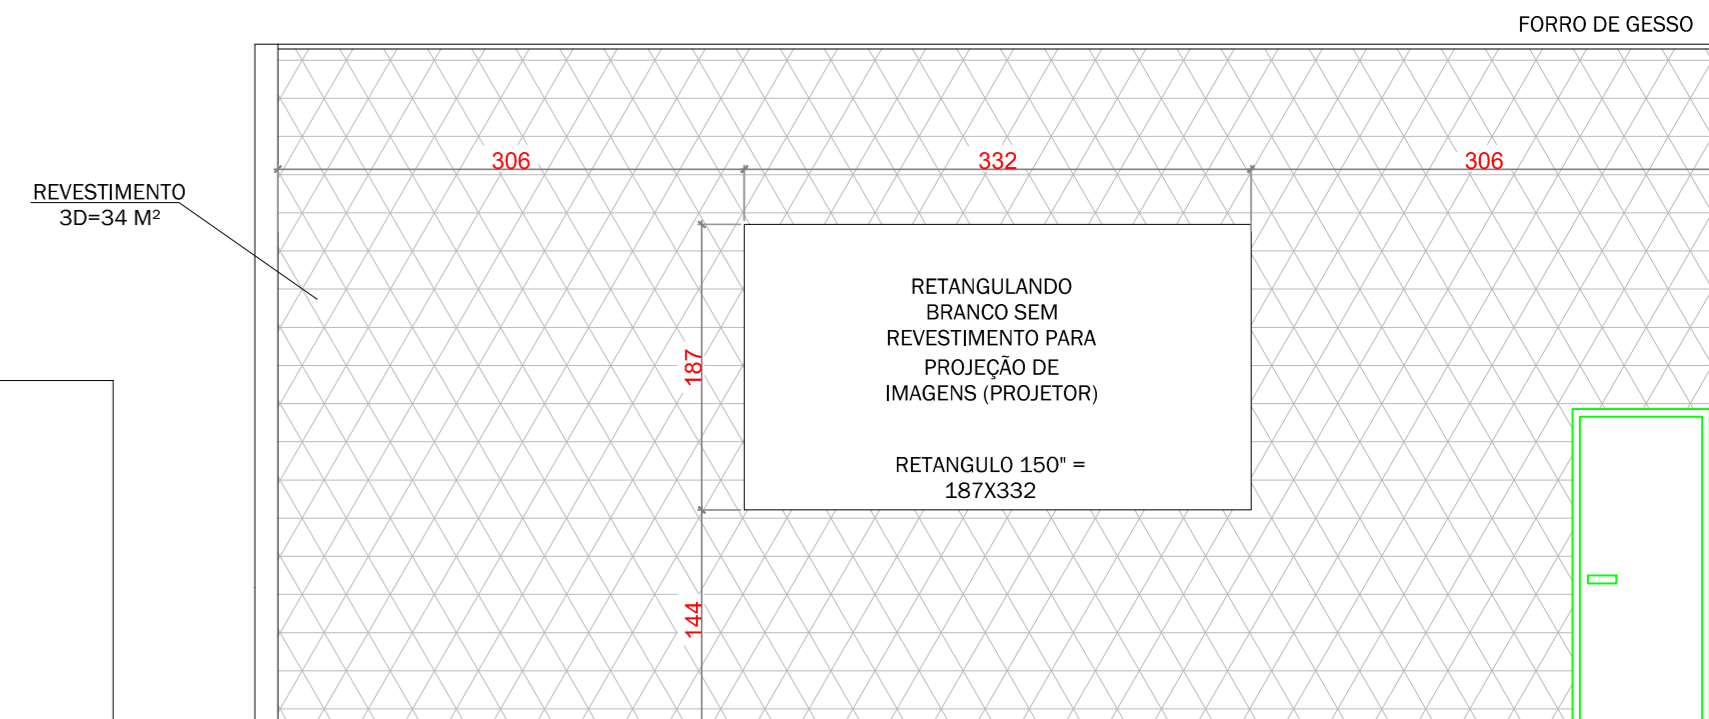 FORRO DE GESSO
306
332
306
REVESTIMENTO
3D=34 M²
RETANGULANDO
BRANCO SEM
REVESTIMENTO PARA
PROJEÇÃO DE
IMAGENS (PROJETOR)
187
RETANGULO 150" =
187X332
144